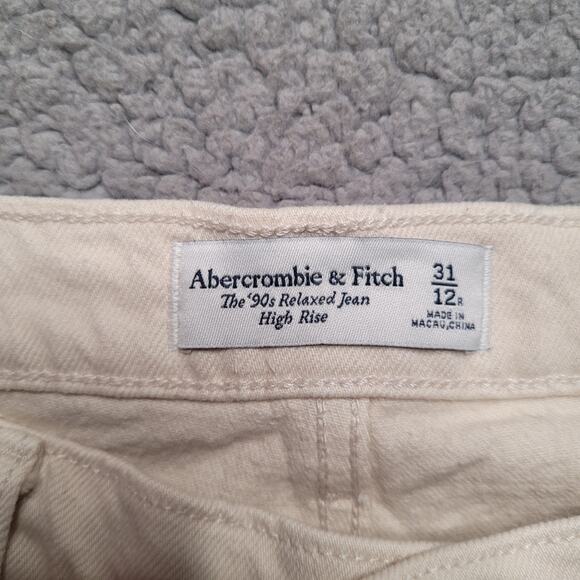 Abercrombie & Fitch
The '90s Relaxed Jean
High Rise
31
12R
MADE IN
MACAU, CHINA